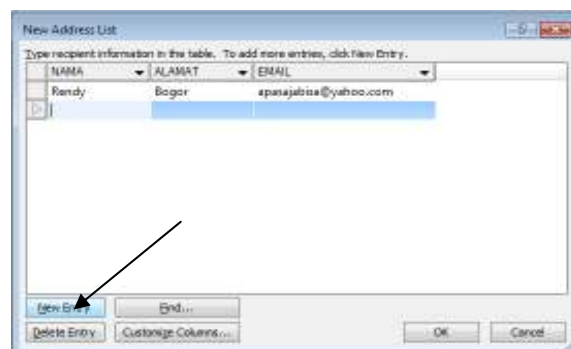 New Address List
Type recipient information in the table. To add more entries, click New Entry.
NAMA ALAMAT EMAIL
Rendy Bogor apasajabisa@yahoo.com
New Entry Find...
Delete Entry Customize Columns... OK Cancel